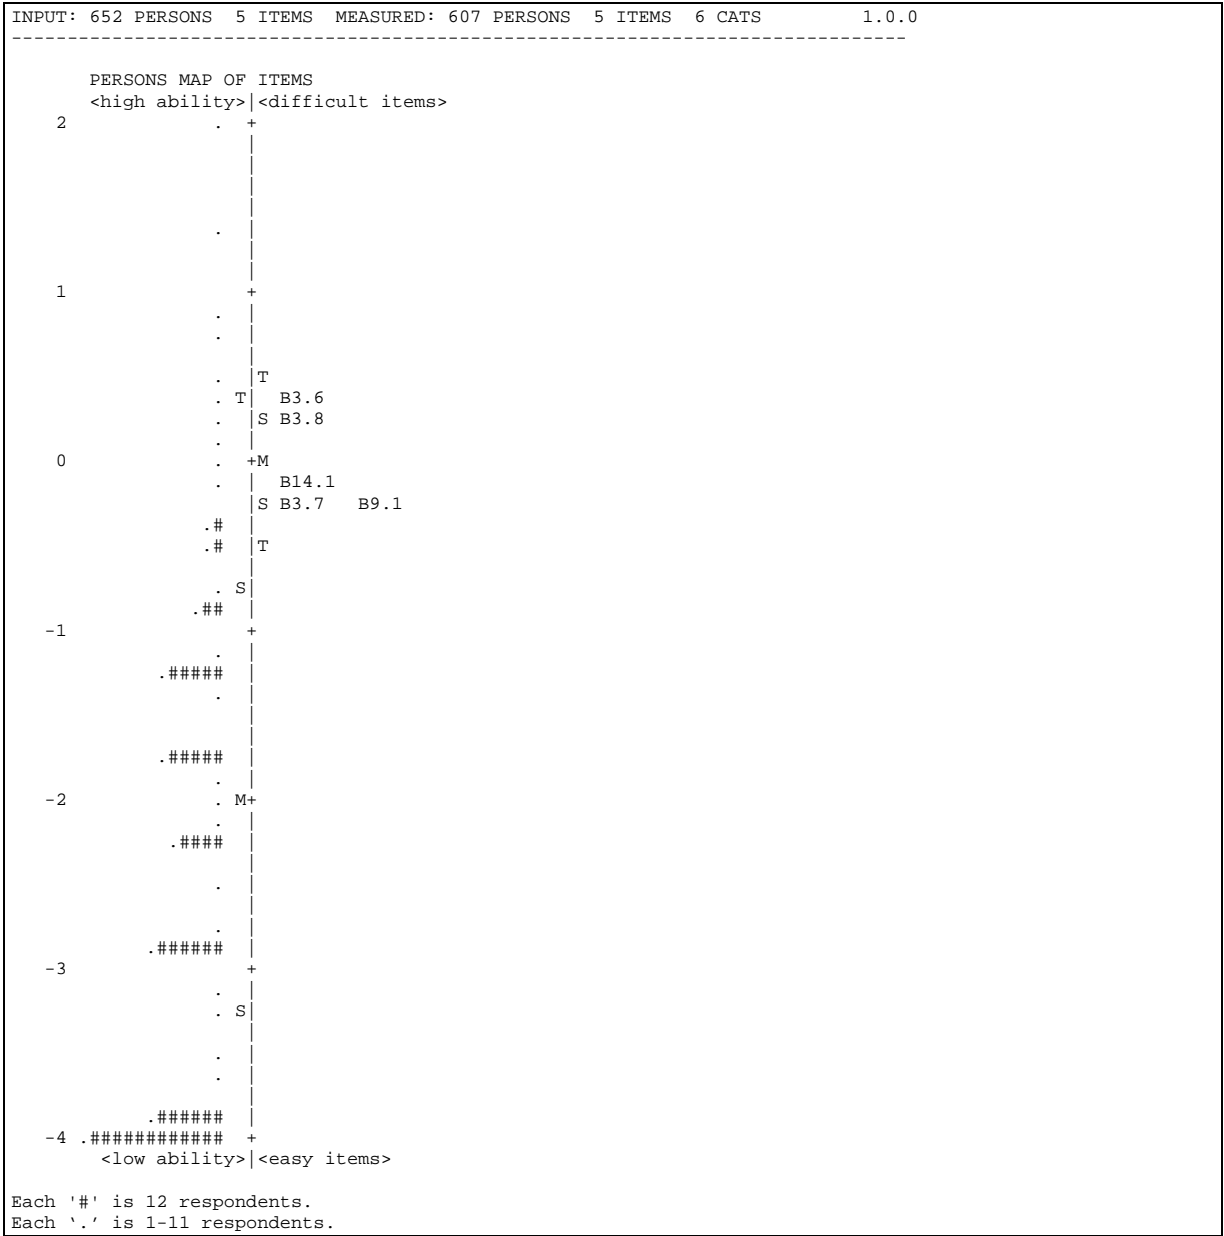 INPUT: 652 PERSONS  5 ITEMS  MEASURED: 607 PERSONS  5 ITEMS  6 CATS         1.0.0
--------------------------------------------------------------------------------
       PERSONS MAP OF ITEMS
       <high ability>|<difficult items>
    2             .  +
                     |
                     |
                     |
                     |
                  .  |
                     |
                     |
    1                +
                  .  |
                  .  |
                     |
                  .  |T
                  . T|  B3.6
                  .  |S B3.8
                  .  |
    0             .  +M
                  .  |  B14.1
                     |S B3.7   B9.1
                 .#  |
                 .#  |T
                     |
                  . S|
                .##  |
   -1                +
                  .  |
             .#####  |
                  .  |
                     |
                     |
             .#####  |
                  .  |
   -2             . M+
                  .  |
              .####  |
                     |
                  .  |
                     |
                  .  |
            .######  |
   -3                +
                  .  |
                  . S|
                     |
                  .  |
                  .  |
                     |
            .######  |
   -4 .############  +
        <low ability>|<easy items>
Each '#' is 12 respondents.
Each ‘.’ is 1-11 respondents.